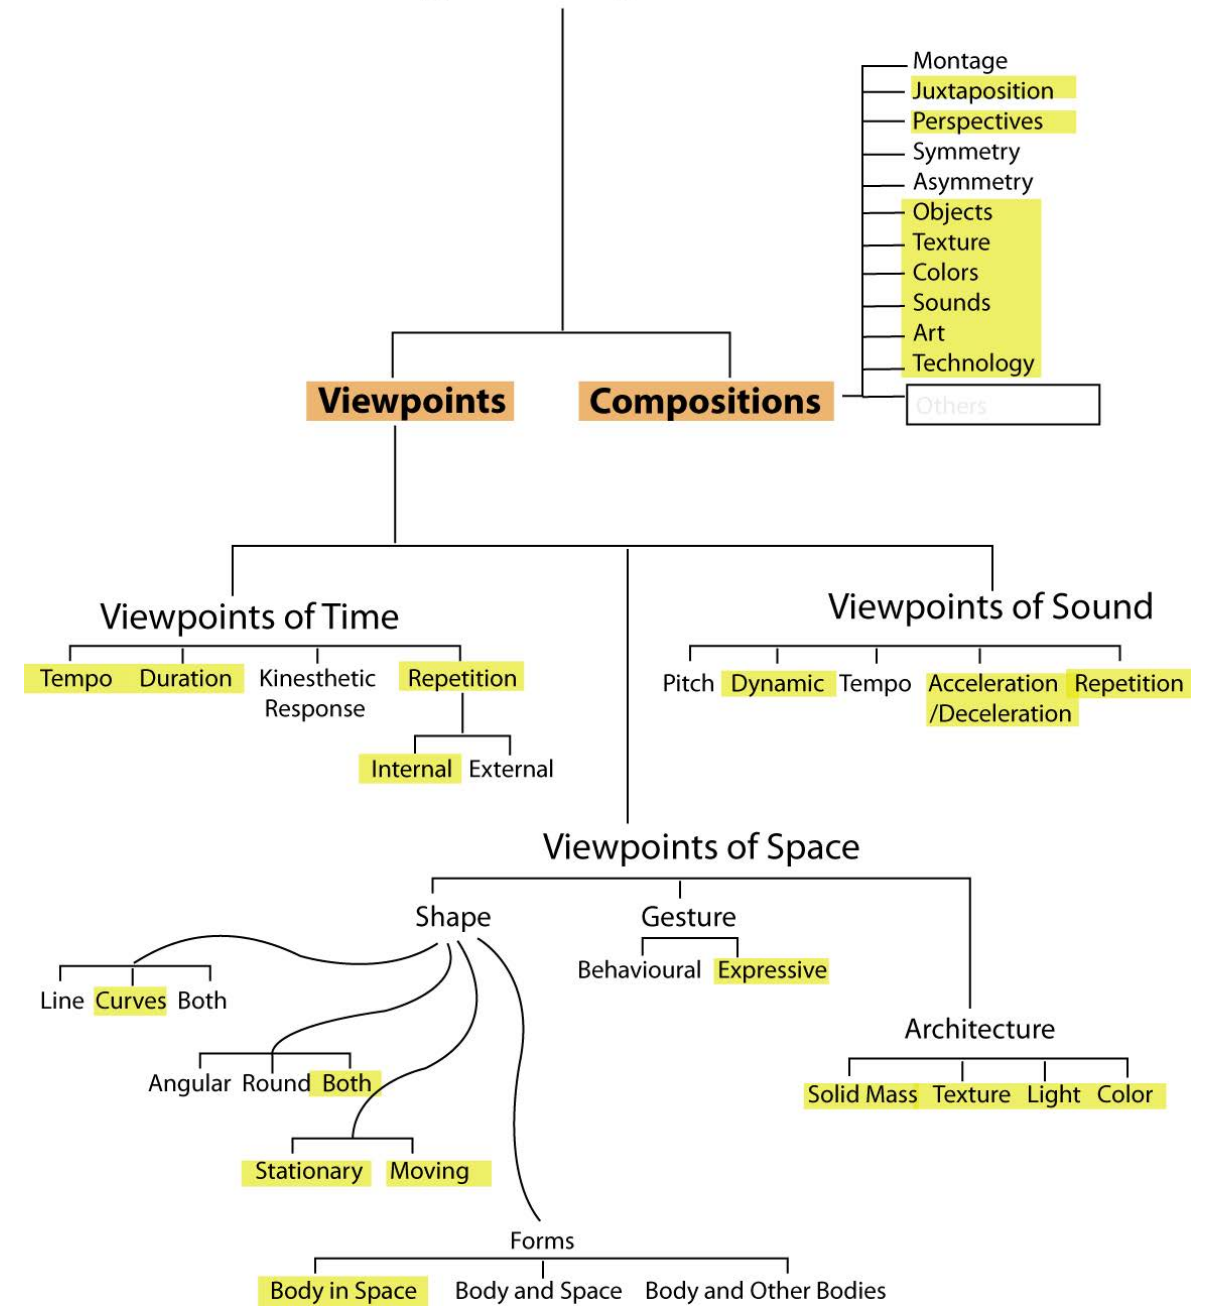 Montage
Juxtaposition
Perspectives
Symmetry
Asymmetry
Objects
Texture
Colors
Sounds
Art
Technology
Others
Viewpoints
Compositions
Viewpoints of Time
Viewpoints of Sound
Tempo
Duration
Kinesthetic
Response
Repetition
Internal
External
Pitch
Dynamic
Tempo
Acceleration
/Deceleration
Repetition
Viewpoints of Space
Shape
Gesture
Behavioural
Expressive
Line
Curves
Both
Architecture
Angular
Round
Both
Solid Mass
Texture
Light
Color
Stationary
Moving
Forms
Body in Space
Body and Space
Body and Other Bodies